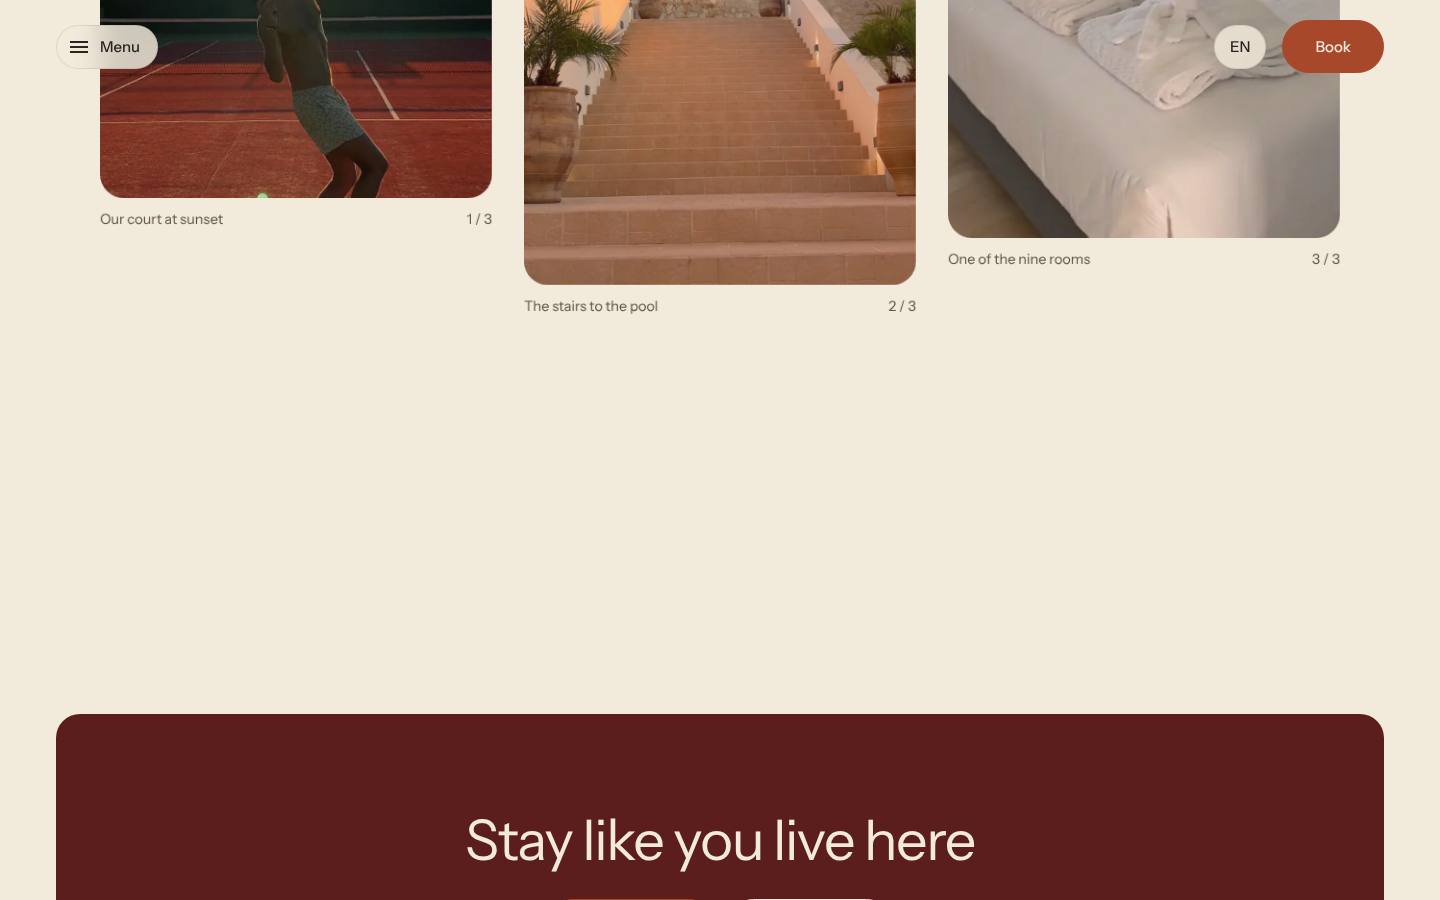 Menu
EN
Book
Our court at sunset
1 / 3
The stairs to the pool
2 / 3
One of the nine rooms
3 / 3
Stay like you live here